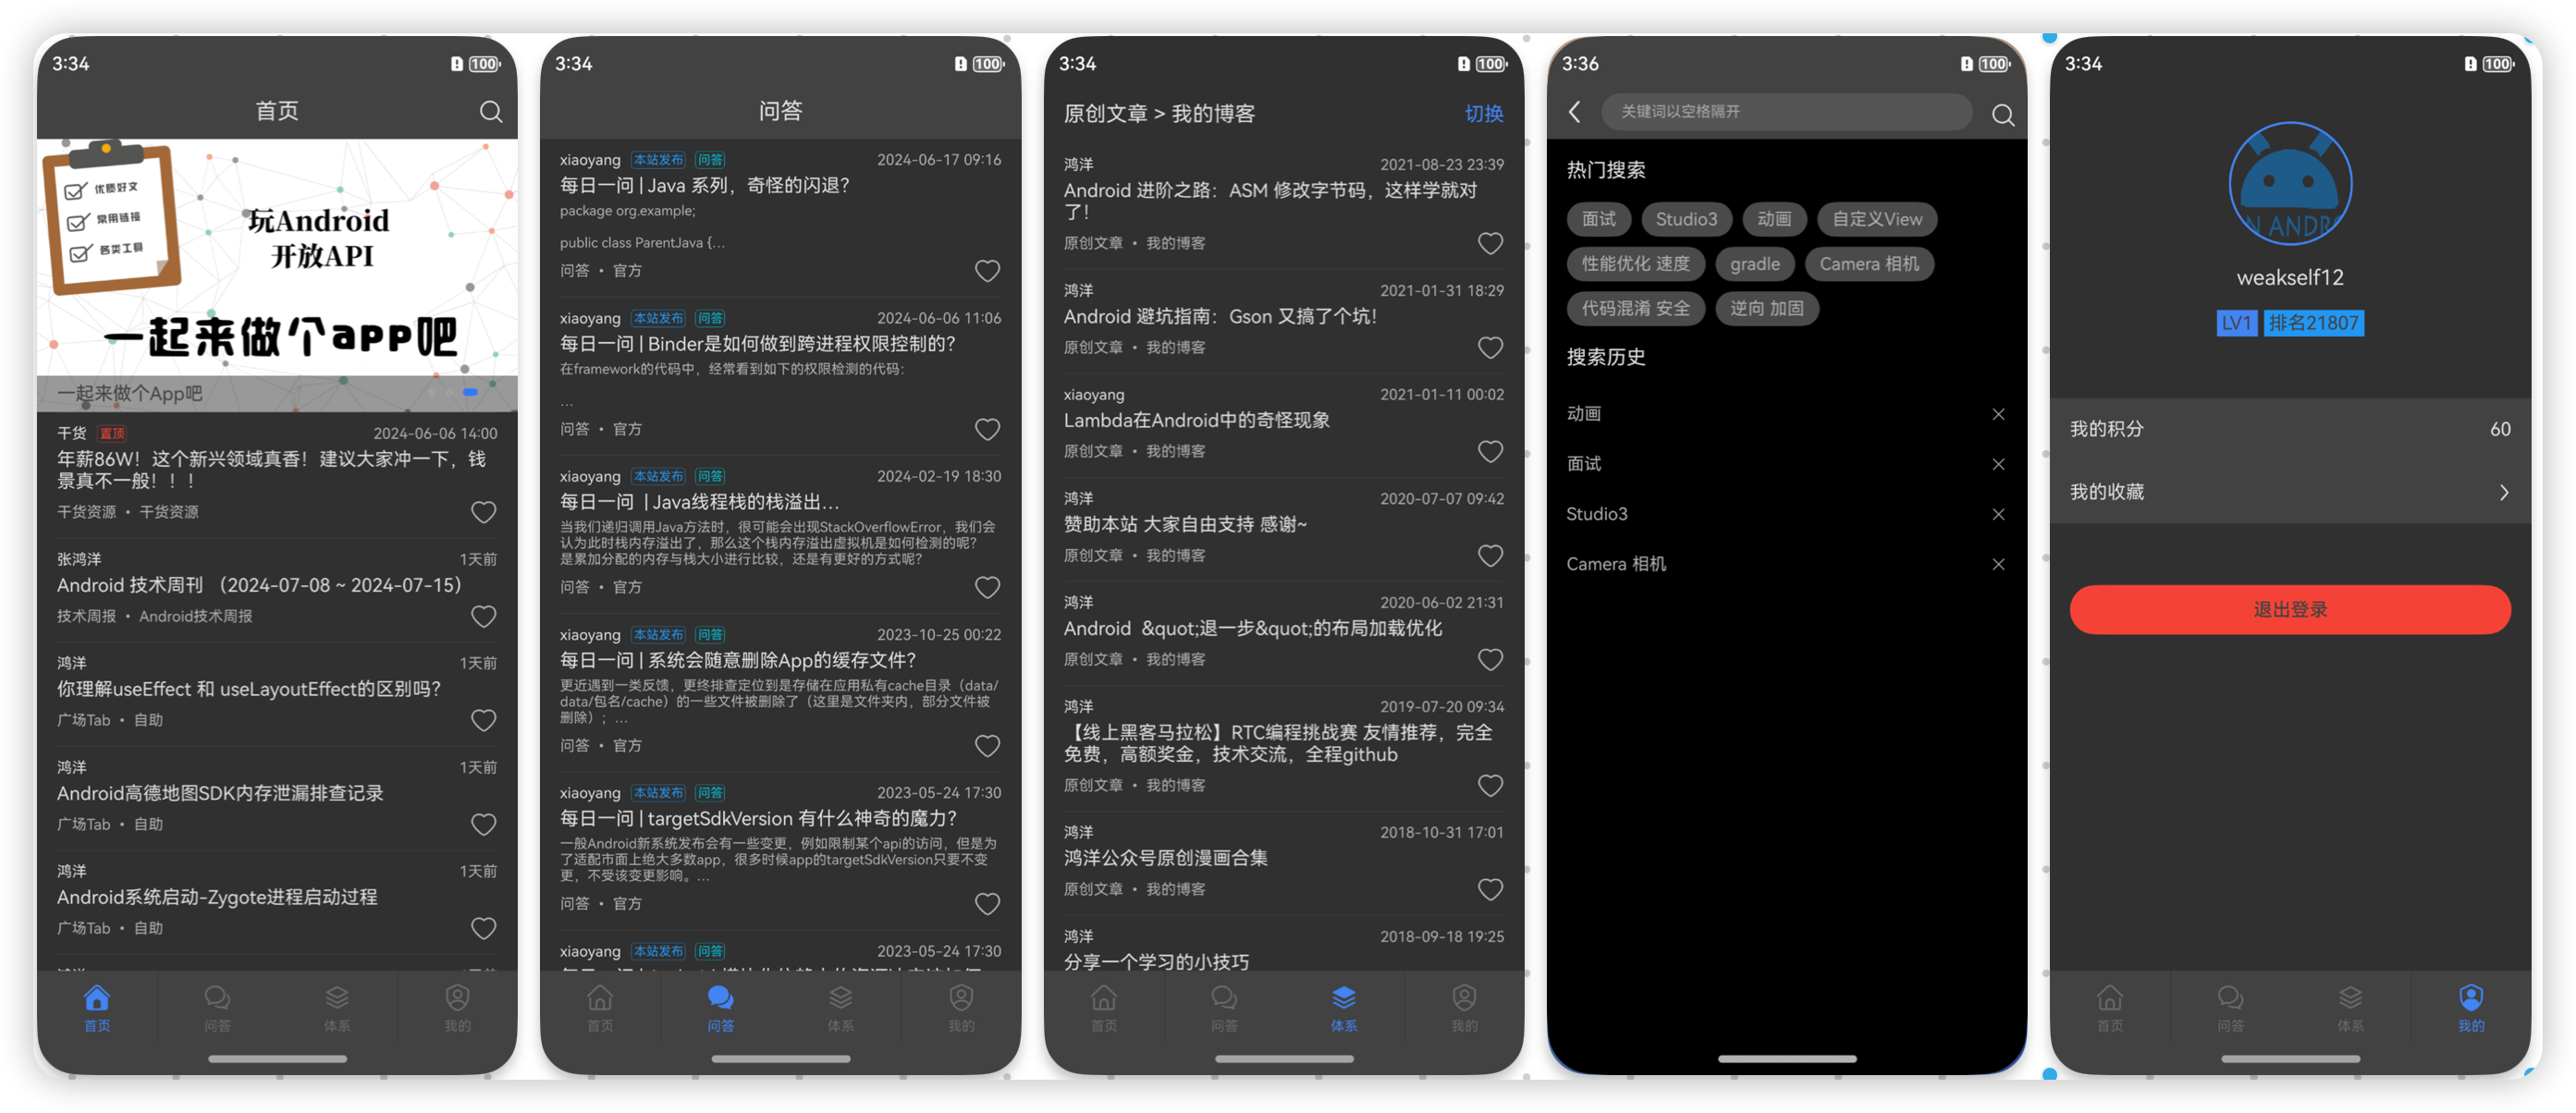 3:34
100
首页
优质好文
常用链接
各类工具
玩Android
开放API
一起来做个app吧
一起来做个App吧
干货 置顶 2024-06-06 14:00
年薪86W！这个新兴领域真香！建议大家冲一下，钱
景真不一般！！！
干货资源 • 干货资源
张鸿洋 1天前
Android 技术周刊 （2024-07-08 ~ 2024-07-15）
技术周报 • Android技术周报
鸿洋 1天前
你理解useEffect 和 useLayoutEffect的区别吗？
广场Tab • 自助
鸿洋 1天前
Android高德地图SDK内存泄漏排查记录
广场Tab • 自助
鸿洋 1天前
Android系统启动-Zygote进程启动过程
广场Tab • 自助
首页 问答 体系 我的
3:34
100
问答
xiaoyang 本站发布 问答 2024-06-17 09:16
每日一问 | Java 系列，奇怪的闪退？
package org.example;
public class ParentJava {...
问答 • 官方
xiaoyang 本站发布 问答 2024-06-06 11:06
每日一问 | Binder是如何做到跨进程权限控制的？
在framework的代码中，经常看到如下的权限检测的代码：
...
问答 • 官方
xiaoyang 本站发布 问答 2024-02-19 18:30
每日一问 | Java线程栈的栈溢出...
当我们递归调用Java方法时，很可能会出现StackOverflowError，我们会
认为此时栈内存溢出了，那么这个栈内存溢出虚拟机是如何检测的呢？
是累加分配的内存与栈大小进行比较，还是有更好的方式呢？
问答 • 官方
xiaoyang 本站发布 问答 2023-10-25 00:22
每日一问 | 系统会随意删除App的缓存文件？
更近遇到一类反馈，更终排查定位到是存储在应用私有cache目录（data/
data/包名/cache）的一些文件被删除了（这里是文件夹内，部分文件被
删除）；...
问答 • 官方
xiaoyang 本站发布 问答 2023-05-24 17:30
每日一问 | targetSdkVersion 有什么神奇的魔力？
一般Android新系统发布会有一些变更，例如限制某个api的访问，但是为
了适配市面上绝大多数app，很多时候app的targetSdkVersion只要不变
更，不受该变更影响。...
问答 • 官方
xiaoyang 本站发布 问答 2023-05-24 17:30
首页 问答 体系 我的
3:34
100
原创文章 > 我的博客 切换
鸿洋 2021-08-23 23:39
Android 进阶之路：ASM 修改字节码，这样学就对
了！
原创文章 • 我的博客
鸿洋 2021-01-31 18:29
Android 避坑指南：Gson 又搞了个坑！
原创文章 • 我的博客
xiaoyang 2021-01-11 00:02
Lambda在Android中的奇怪现象
原创文章 • 我的博客
鸿洋 2020-07-07 09:42
赞助本站 大家自由支持 感谢~
原创文章 • 我的博客
鸿洋 2020-06-02 21:31
Android &quot;退一步&quot;的布局加载优化
原创文章 • 我的博客
鸿洋 2019-07-20 09:34
【线上黑客马拉松】RTC编程挑战赛 友情推荐，完全
免费，高额奖金，技术交流，全程github
原创文章 • 我的博客
鸿洋 2018-10-31 17:01
鸿洋公众号原创漫画合集
原创文章 • 我的博客
鸿洋 2018-09-18 19:25
分享一个学习的小技巧
首页 问答 体系 我的
3:36
100
关键词以空格隔开
热门搜索
面试 Studio3 动画 自定义View
性能优化 速度 gradle Camera 相机
代码混淆 安全 逆向 加固
搜索历史
动画
面试
Studio3
Camera 相机
3:34
100
N ANDR
weakself12
LV1 排名21807
我的积分 60
我的收藏
退出登录
首页 问答 体系 我的